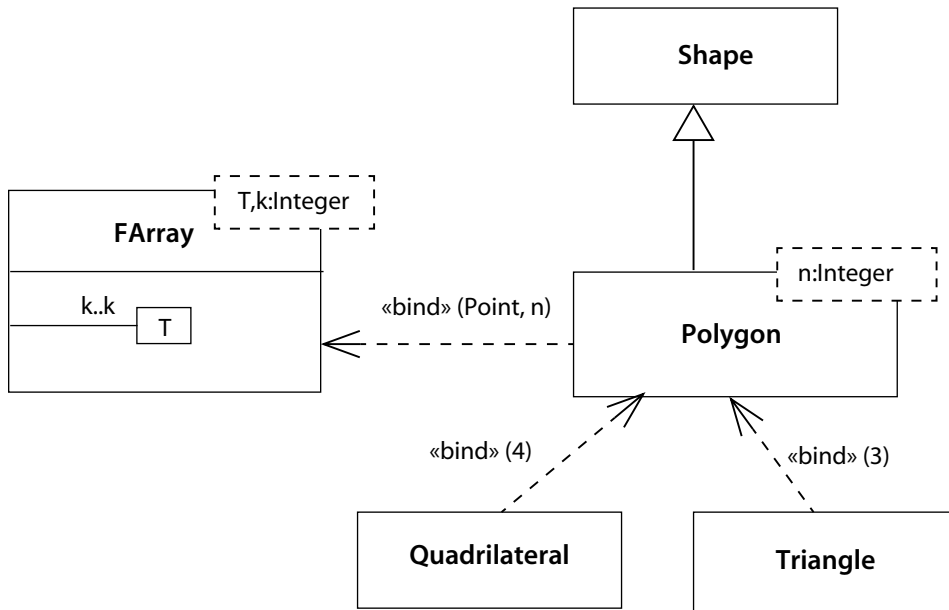 Shape
T,k:Integer
FArray
n:Integer
k..k
T
«bind» (Point, n)
Polygon
«bind» (4)
«bind» (3)
Quadrilateral
Triangle